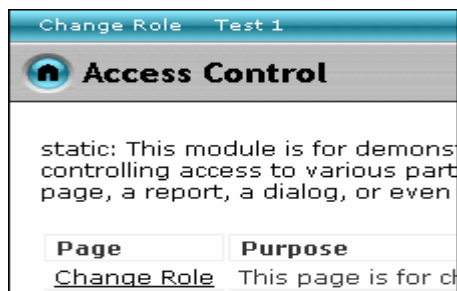 Change Role Test 1
Access Control
static: This module is for demons
controlling access to various part
page, a report, a dialog, or even
Page Purpose
Change Role This page is for ch